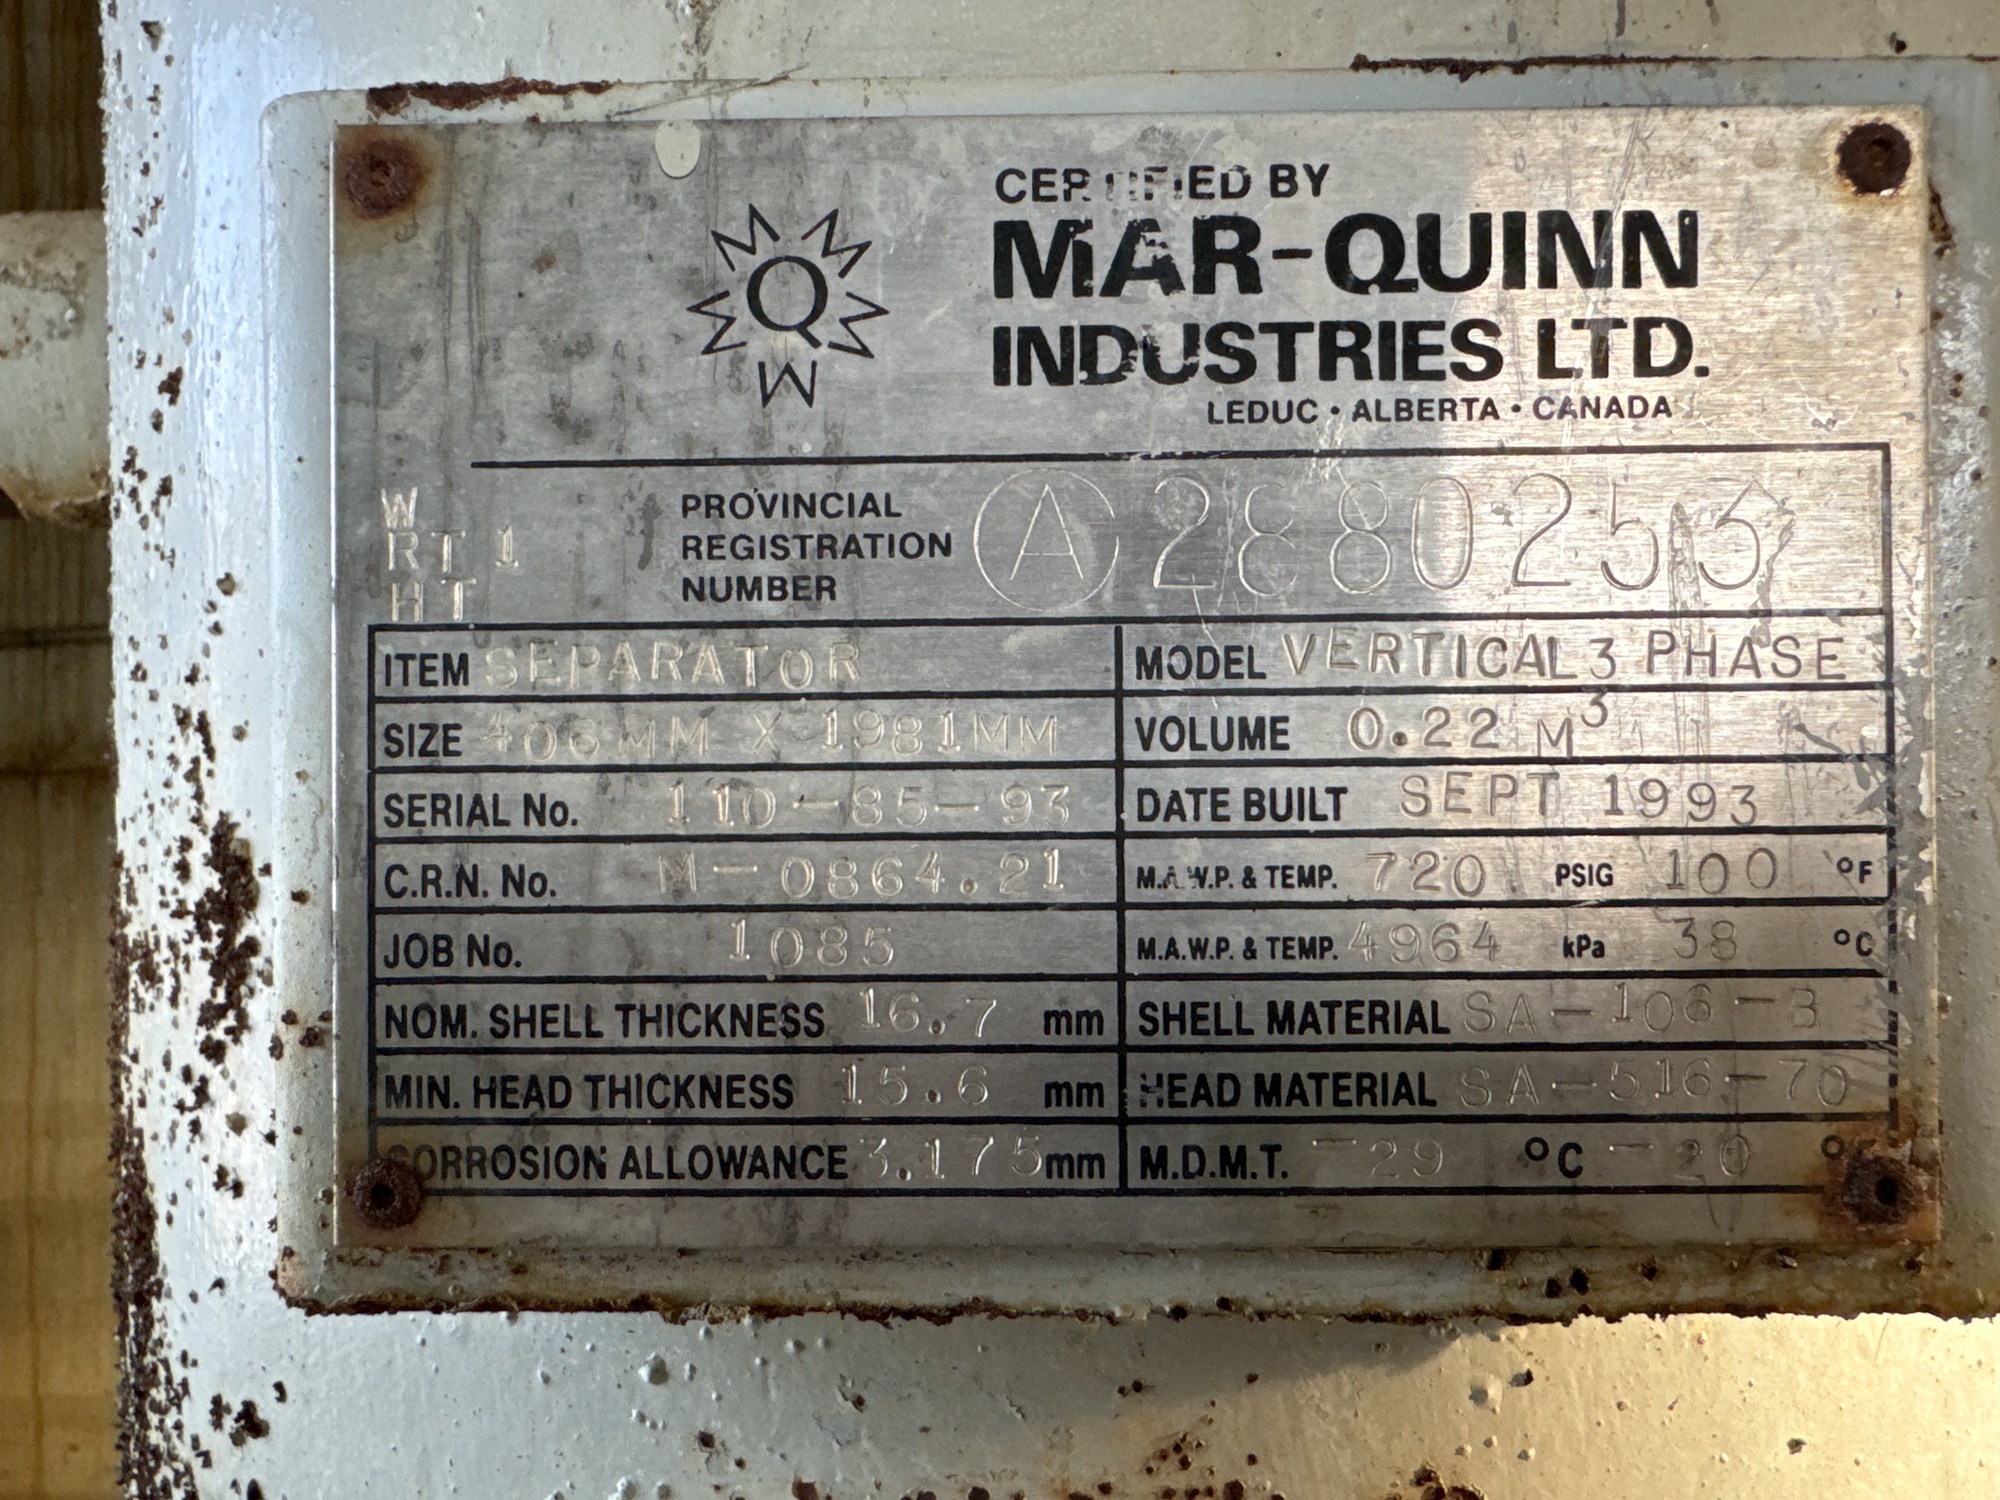 CERTIFIED BY
MAR-QUINN
INDUSTRIES LTD.
LEDUC • ALBERTA • CANADA
Q
W
RT 1
HT
PROVINCIAL
REGISTRATION
NUMBER
A 2880253
ITEM SEPARATOR
MODEL VERTICAL 3 PHASE
SIZE 406MM X 1981MM
VOLUME 0.22 M³
SERIAL No. 110-85-93
DATE BUILT SEPT 1993
C.R.N. No. M-0864.21
M.A.W.P. & TEMP. 720 PSIG 100 °F
JOB No. 1085
M.A.W.P. & TEMP. 4964 kPa 38 °C
NOM. SHELL THICKNESS 16.7 mm
SHELL MATERIAL SA-106-B
MIN. HEAD THICKNESS 15.6 mm
HEAD MATERIAL SA-516-70
CORROSION ALLOWANCE 3.175 mm
M.D.M.T. -29 °C -20 °F